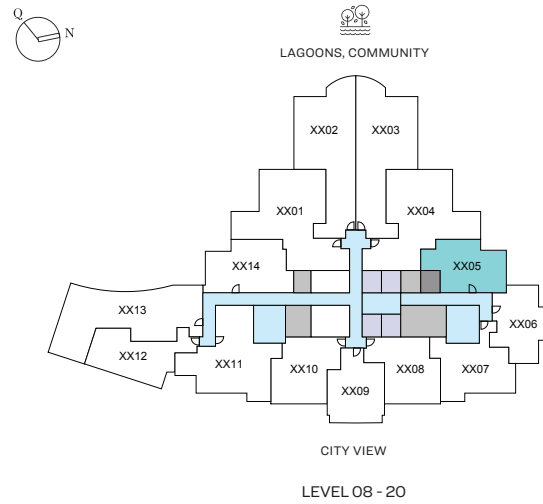 Q
N
LAGOONS, COMMUNITY
XX02 XX03
XX01 XX04
XX14 XX05
XX13 XX06
XX12 XX11 XX10 XX09 XX08 XX07
CITY VIEW
LEVEL 08 - 20